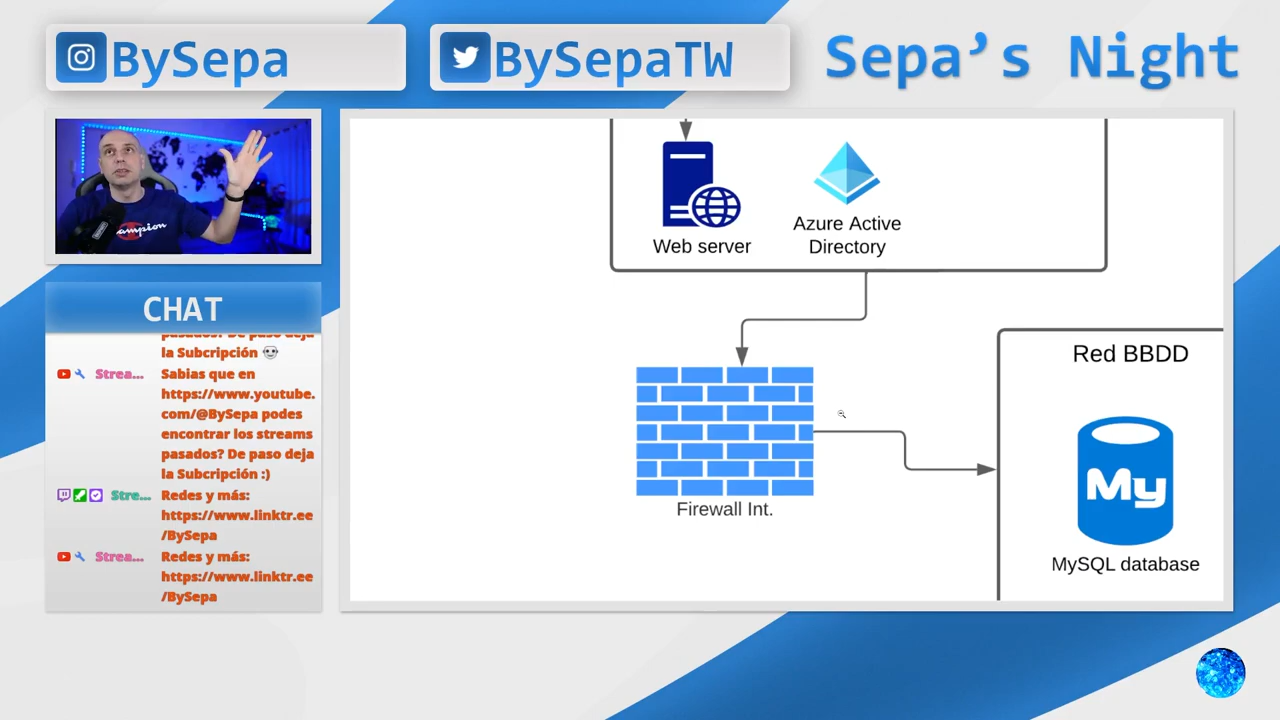 BySepa
BySepaTW
Sepa's Night
CHAT
la Subcripción
Strea... Sabias que en
https://www.youtube.
com/@BySepa podes
encontrar los streams
pasados? De paso deja
la Subcripción :)
Stre... Redes y más:
https://www.linktr.ee
/BySepa
Strea... Redes y más:
https://www.linktr.ee
/BySepa
Web server
Azure Active
Directory
Firewall Int.
Red BBDD
My
MySQL database